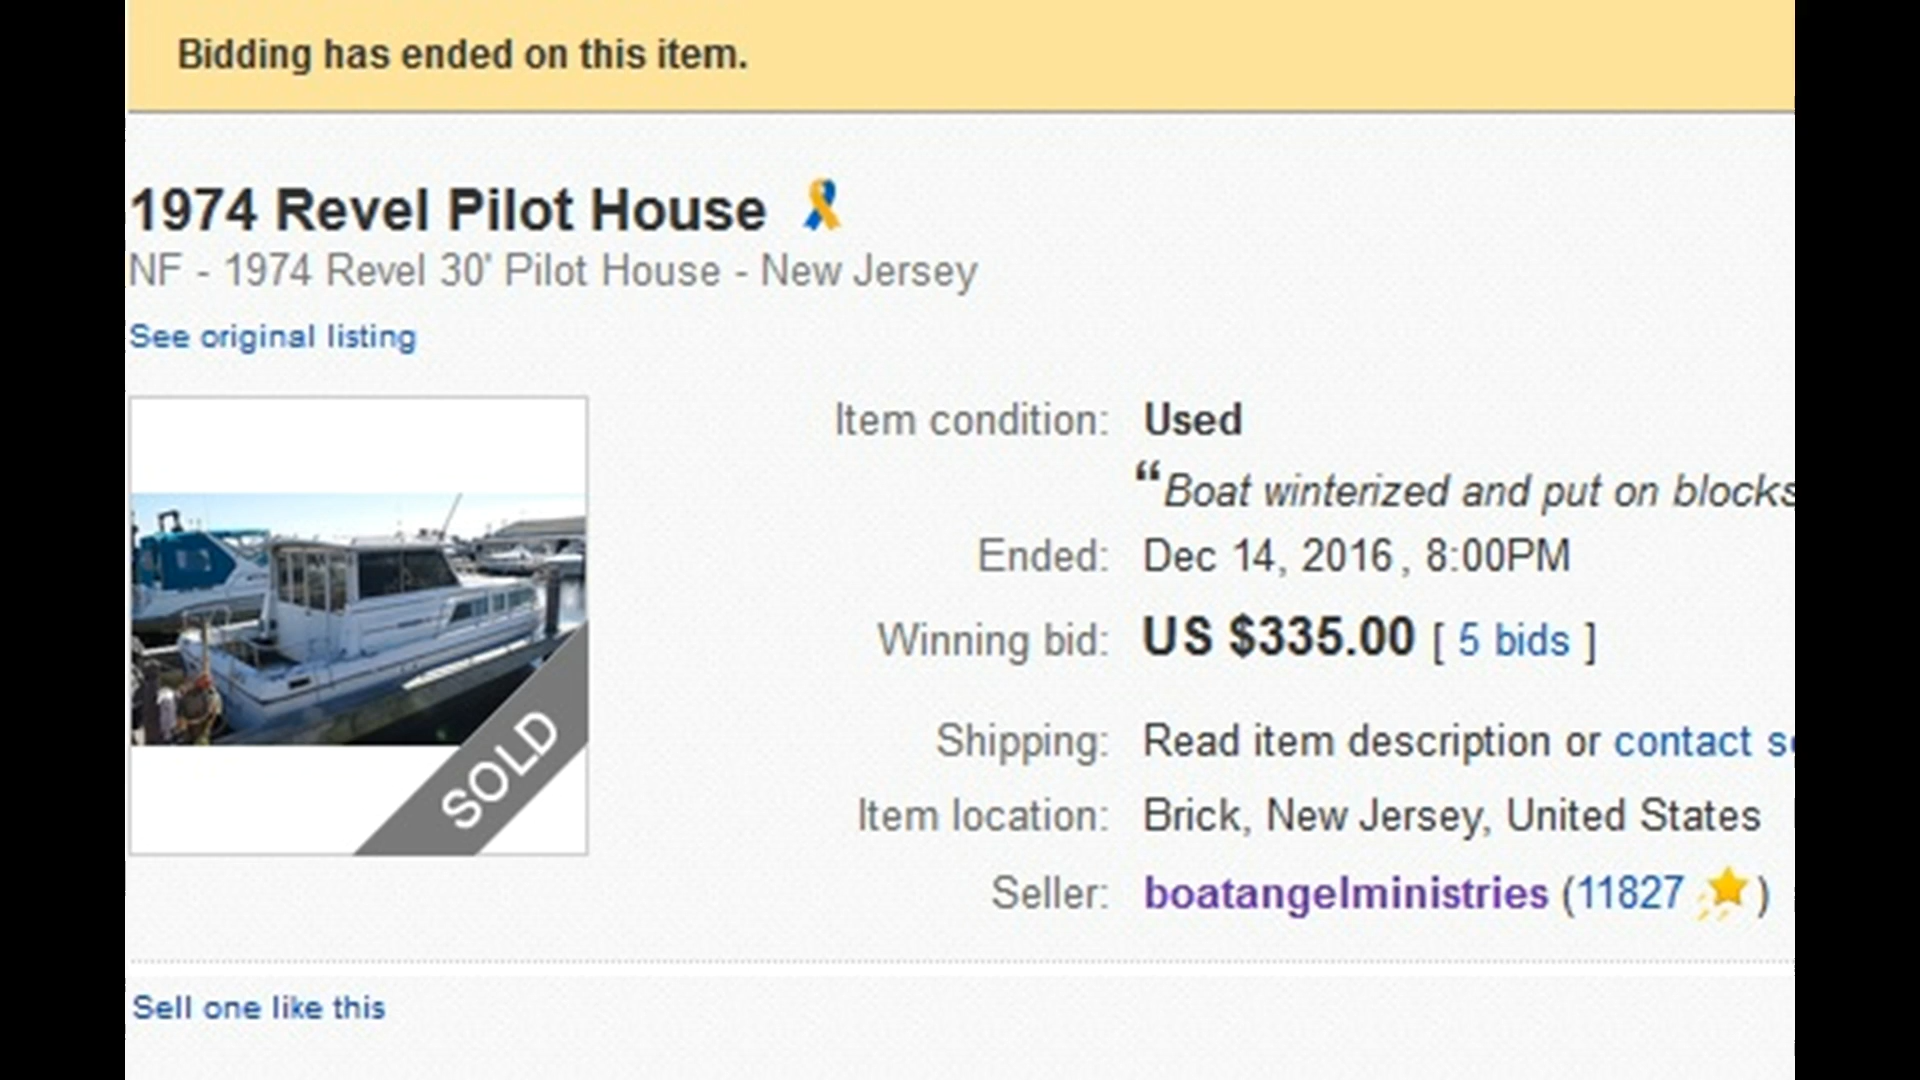 Bidding has ended on this item.
1974 Revel Pilot House
NF - 1974 Revel 30' Pilot House - New Jersey
See original listing
SOLD
Item condition: Used
“Boat winterized and put on blocks
Ended: Dec 14, 2016 , 8:00PM
Winning bid: US $335.00 [ 5 bids ]
Shipping: Read item description or contact
Item location: Brick, New Jersey, United States
Seller: boatangelministries (11827 )
Sell one like this